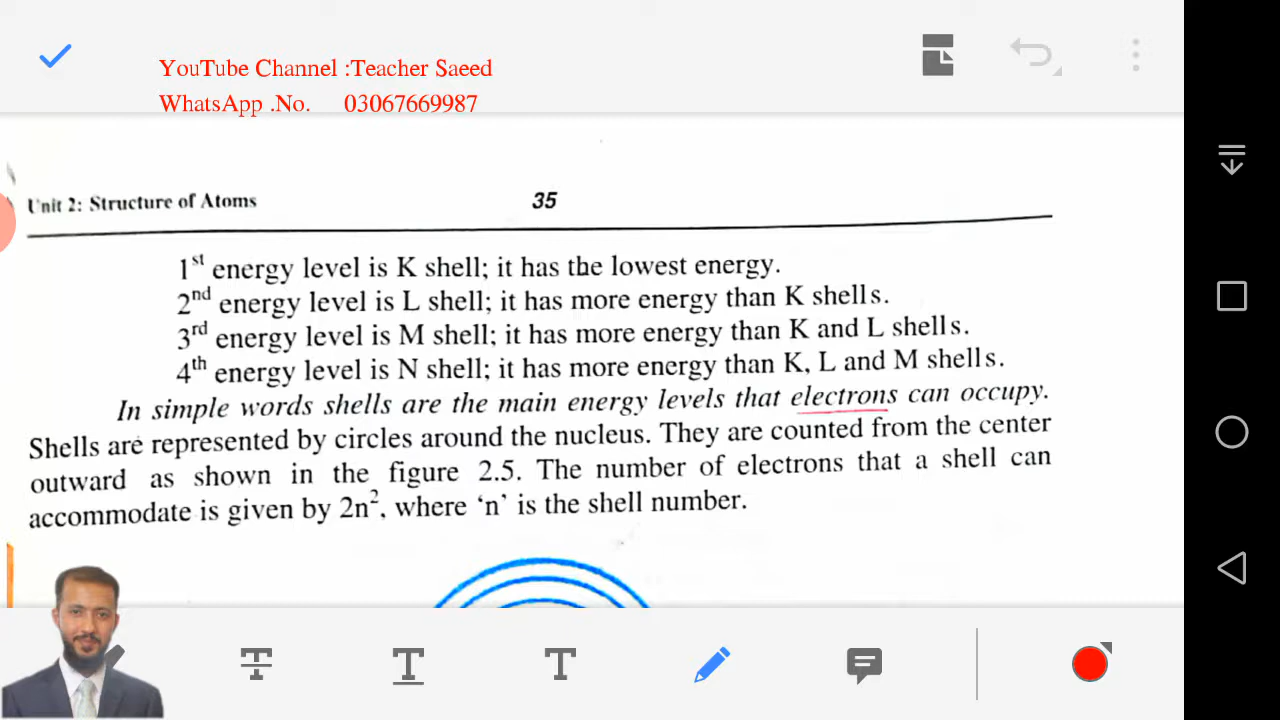 YouTube Channel :Teacher Saeed
WhatsApp .No. 03067669987
Unit 2: Structure of Atoms 35
1st energy level is K shell; it has the lowest energy.
2nd energy level is L shell; it has more energy than K shells.
3rd energy level is M shell; it has more energy than K and L shells.
4th energy level is N shell; it has more energy than K, L and M shells.
In simple words shells are the main energy levels that electrons can occupy.
Shells are represented by circles around the nucleus. They are counted from the center
outward as shown in the figure 2.5. The number of electrons that a shell can
accommodate is given by 2n², where ‘n’ is the shell number.
T T T